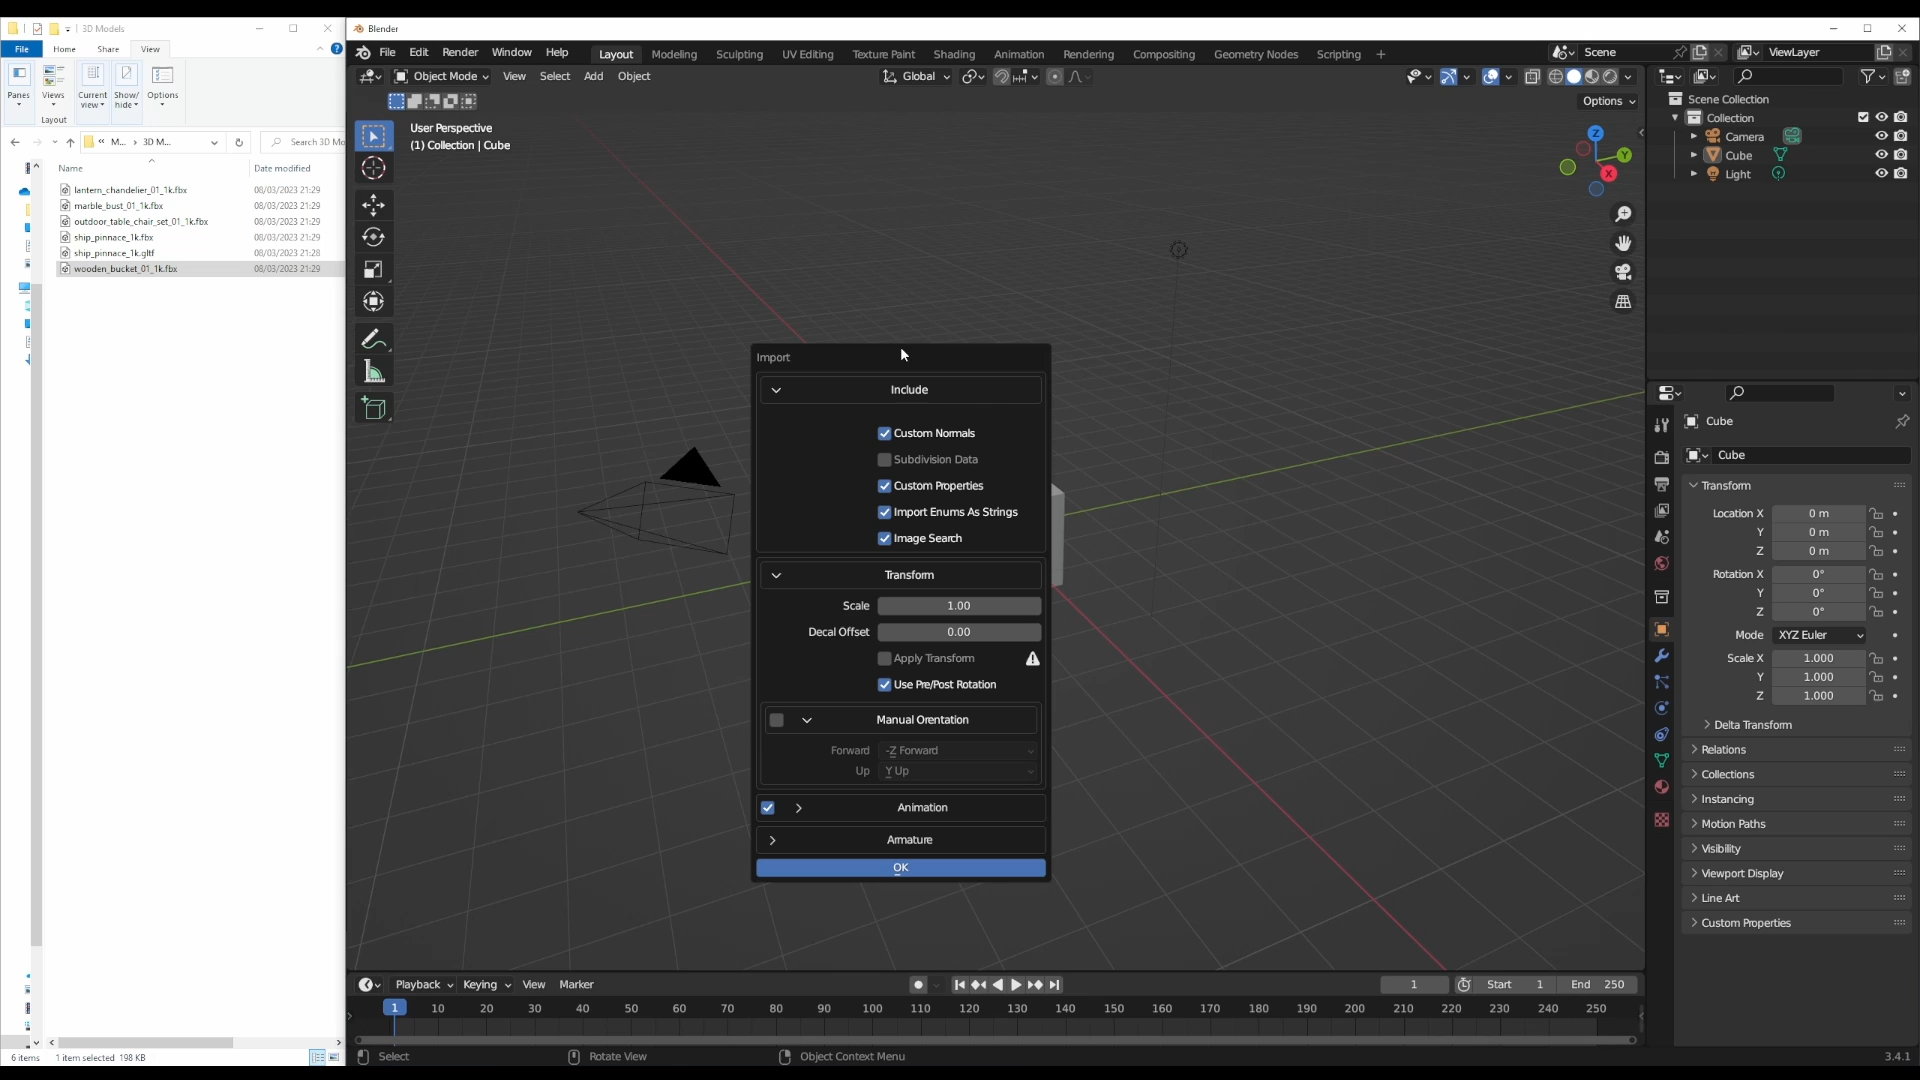 3D Models
File Home Share View
Panes
Views
Current view
Show/ hide
Options
Layout
« M... › 3D M...
Search 3D Mo
Name
Date modified
lantern_chandelier_01_1k.fbx 08/03/2023 21:29
marble_bust_01_1k.fbx 08/03/2023 21:29
outdoor_table_chair_set_01_1k.fbx 08/03/2023 21:29
ship_pinnace_1k.fbx 08/03/2023 21:29
ship_pinnace_1k.gltf 08/03/2023 21:28
wooden_bucket_01_1k.fbx 08/03/2023 21:29
6 items 1 item selected 198 KB
Blender
File Edit Render Window Help
Layout Modeling Sculpting UV Editing Texture Paint Shading Animation Rendering Compositing Geometry Nodes Scripting +
Scene
ViewLayer
Object Mode View Select Add Object
Global
Options
User Perspective
(1) Collection | Cube
Z
Y
X
Import
Include
Custom Normals
Subdivision Data
Custom Properties
Import Enums As Strings
Image Search
Transform
Scale 1.00
Decal Offset 0.00
Apply Transform
Use Pre/Post Rotation
Manual Orientation
Forward -Z Forward
Up Y Up
Animation
Armature
OK
Scene Collection
Collection
Camera
Cube
Light
Cube
Cube
Transform
Location X 0 m
Y 0 m
Z 0 m
Rotation X 0°
Y 0°
Z 0°
Mode XYZ Euler
Scale X 1.000
Y 1.000
Z 1.000
Delta Transform
Relations
Collections
Instancing
Motion Paths
Visibility
Viewport Display
Line Art
Custom Properties
Playback Keying View Marker
1
Start 1
End 250
1 10 20 30 40 50 60 70 80 90 100 110 120 130 140 150 160 170 180 190 200 210 220 230 240 250
Select
Rotate View
Object Context Menu
3.4.1